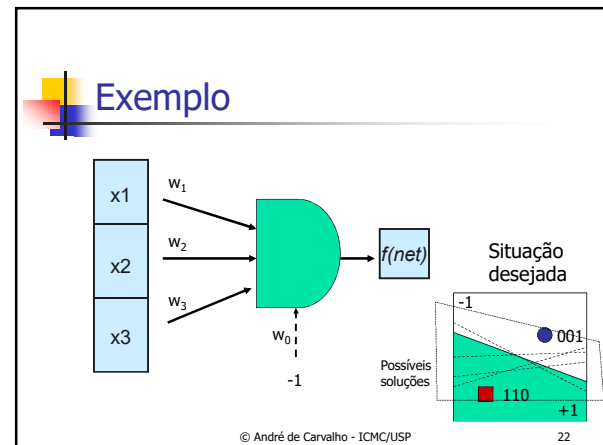 Exemplo
x1
x2
x3
w1
w2
w3
w0
-1
f(net)
Situação
desejada
-1
001
Possíveis
soluções
110
+1
© André de Carvalho - ICMC/USP
22